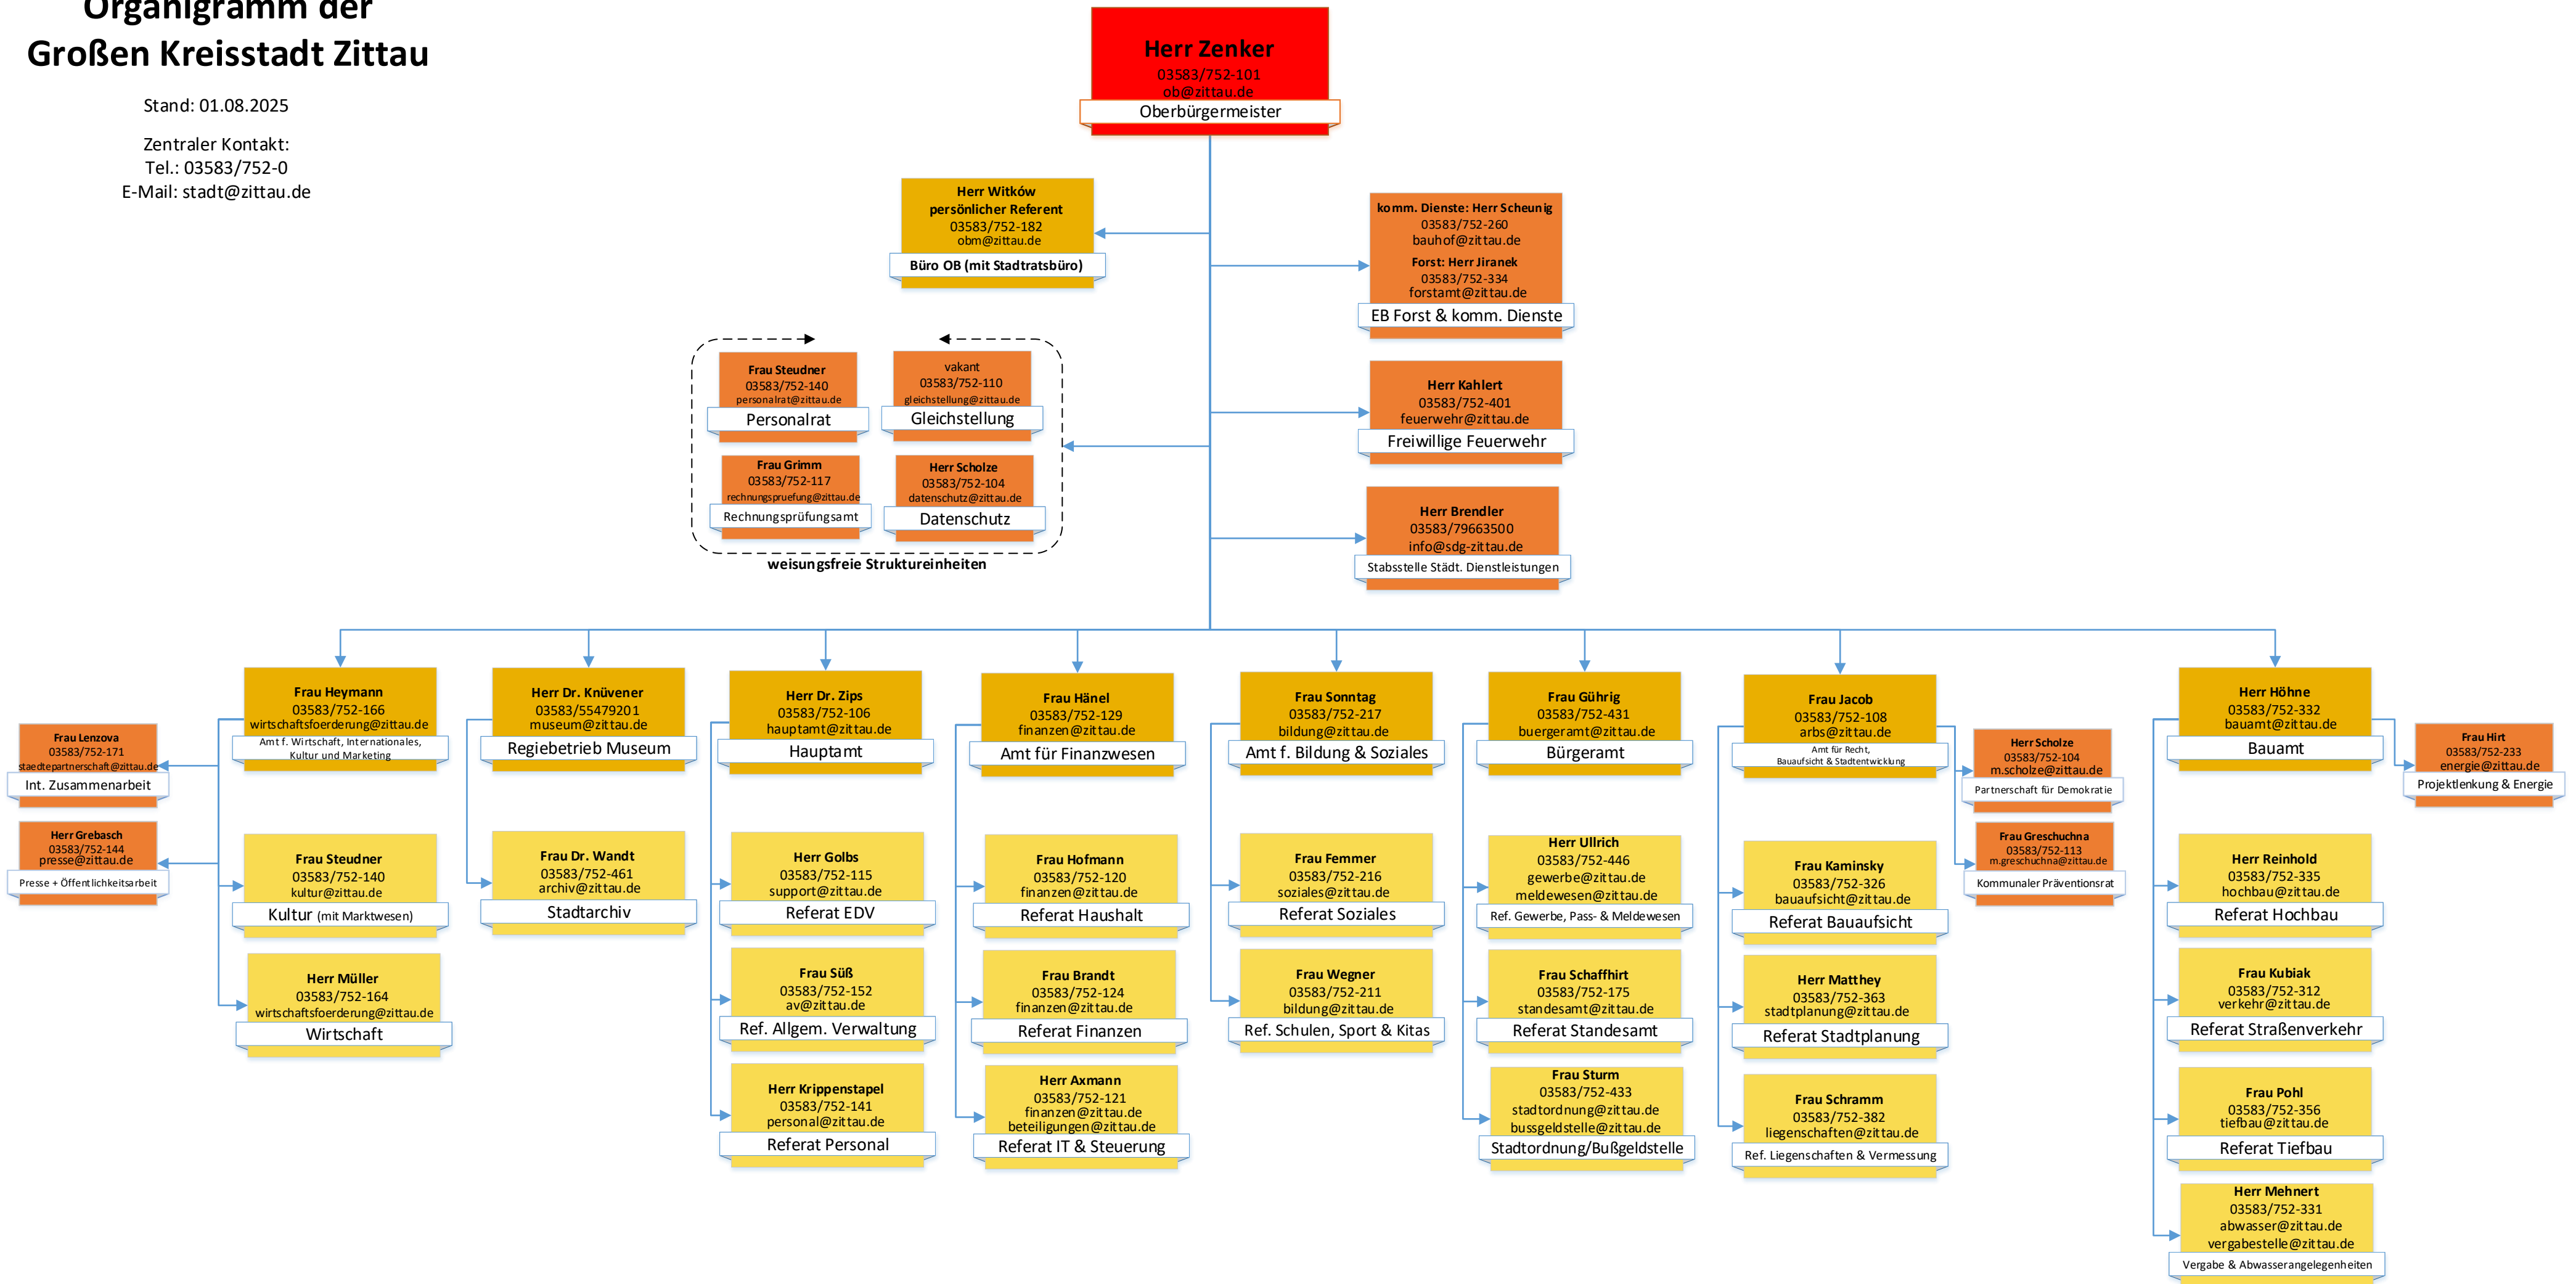 Organigramm der
Großen Kreisstadt Zittau
Stand: 01.08.2025
Zentraler Kontakt:
Tel.: 03583/752-0
E-Mail: stadt@zittau.de
Herr Zenker
03583/752-101
ob@zittau.de
Oberbürgermeister
Herr Witków
persönlicher Referent
03583/752-182
obm@zittau.de
Büro OB (mit Stadtratsbüro)
komm. Dienste: Herr Scheunig
03583/752-260
bauhof@zittau.de
Forst: Herr Jiranek
03583/752-334
forstamt@zittau.de
EB Forst & komm. Dienste
Frau Steudner
03583/752-140
personalrat@zittau.de
Personalrat
vakant
03583/752-110
gleichstellung@zittau.de
Gleichstellung
Frau Grimm
03583/752-117
rechnungspruefung@zittau.de
Rechnungsprüfungsamt
Herr Scholze
03583/752-104
datenschutz@zittau.de
Datenschutz
weisungsfreie Struktureinheiten
Herr Kahlert
03583/752-401
feuerwehr@zittau.de
Freiwillige Feuerwehr
Herr Brendler
03583/79663500
info@sdg-zittau.de
Stabsstelle Städt. Dienstleistungen
Frau Heymann
03583/752-166
wirtschaftsfoerderung@zittau.de
Amt f. Wirtschaft, Internationales,
Kultur und Marketing
Frau Lenzova
03583/752-171
staedtepartnerschaft@zittau.de
Int. Zusammenarbeit
Herr Grebasch
03583/752-144
presse@zittau.de
Presse + Öffentlichkeitsarbeit
Frau Steudner
03583/752-140
kultur@zittau.de
Kultur (mit Marktwesen)
Herr Müller
03583/752-164
wirtschaftsfoerderung@zittau.de
Wirtschaft
Herr Dr. Knüvener
03583/55479201
museum@zittau.de
Regiebetrieb Museum
Frau Dr. Wandt
03583/752-461
archiv@zittau.de
Stadtarchiv
Herr Dr. Zips
03583/752-106
hauptamt@zittau.de
Hauptamt
Herr Golbs
03583/752-115
support@zittau.de
Referat EDV
Frau Süß
03583/752-152
av@zittau.de
Ref. Allgem. Verwaltung
Herr Krippenstapel
03583/752-141
personal@zittau.de
Referat Personal
Frau Hänel
03583/752-129
finanzen@zittau.de
Amt für Finanzwesen
Frau Hofmann
03583/752-120
finanzen@zittau.de
Referat Haushalt
Frau Brandt
03583/752-124
finanzen@zittau.de
Referat Finanzen
Herr Axmann
03583/752-121
finanzen@zittau.de
beteiligungen@zittau.de
Referat IT & Steuerung
Frau Sonntag
03583/752-217
bildung@zittau.de
Amt f. Bildung & Soziales
Frau Femmer
03583/752-216
soziales@zittau.de
Referat Soziales
Frau Wegner
03583/752-211
bildung@zittau.de
Ref. Schulen, Sport & Kitas
Frau Gührig
03583/752-431
buergeramt@zittau.de
Bürgeramt
Herr Ullrich
03583/752-446
gewerbe@zittau.de
meldewesen@zittau.de
Ref. Gewerbe, Pass- & Meldewesen
Frau Schaffhirt
03583/752-175
standesamt@zittau.de
Referat Standesamt
Frau Sturm
03583/752-433
stadtordnung@zittau.de
bussgeldstelle@zittau.de
Stadtordnung/Bußgeldstelle
Frau Jacob
03583/752-108
arbs@zittau.de
Amt für Recht,
Bauaufsicht & Stadtentwicklung
Herr Scholze
03583/752-104
m.scholze@zittau.de
Partnerschaft für Demokratie
Frau Greschuchna
03583/752-113
m.greschuchna@zittau.de
Kommunaler Präventionsrat
Frau Kaminsky
03583/752-326
bauaufsicht@zittau.de
Referat Bauaufsicht
Herr Matthey
03583/752-363
stadtplanung@zittau.de
Referat Stadtplanung
Frau Schramm
03583/752-382
liegenschaften@zittau.de
Ref. Liegenschaften & Vermessung
Herr Höhne
03583/752-332
bauamt@zittau.de
Bauamt
Frau Hirt
03583/752-233
energie@zittau.de
Projektlenkung & Energie
Herr Reinhold
03583/752-335
hochbau@zittau.de
Referat Hochbau
Frau Kubiak
03583/752-312
verkehr@zittau.de
Referat Straßenverkehr
Frau Pohl
03583/752-356
tiefbau@zittau.de
Referat Tiefbau
Herr Mehnert
03583/752-331
abwasser@zittau.de
vergabestelle@zittau.de
Vergabe & Abwasserangelegenheiten